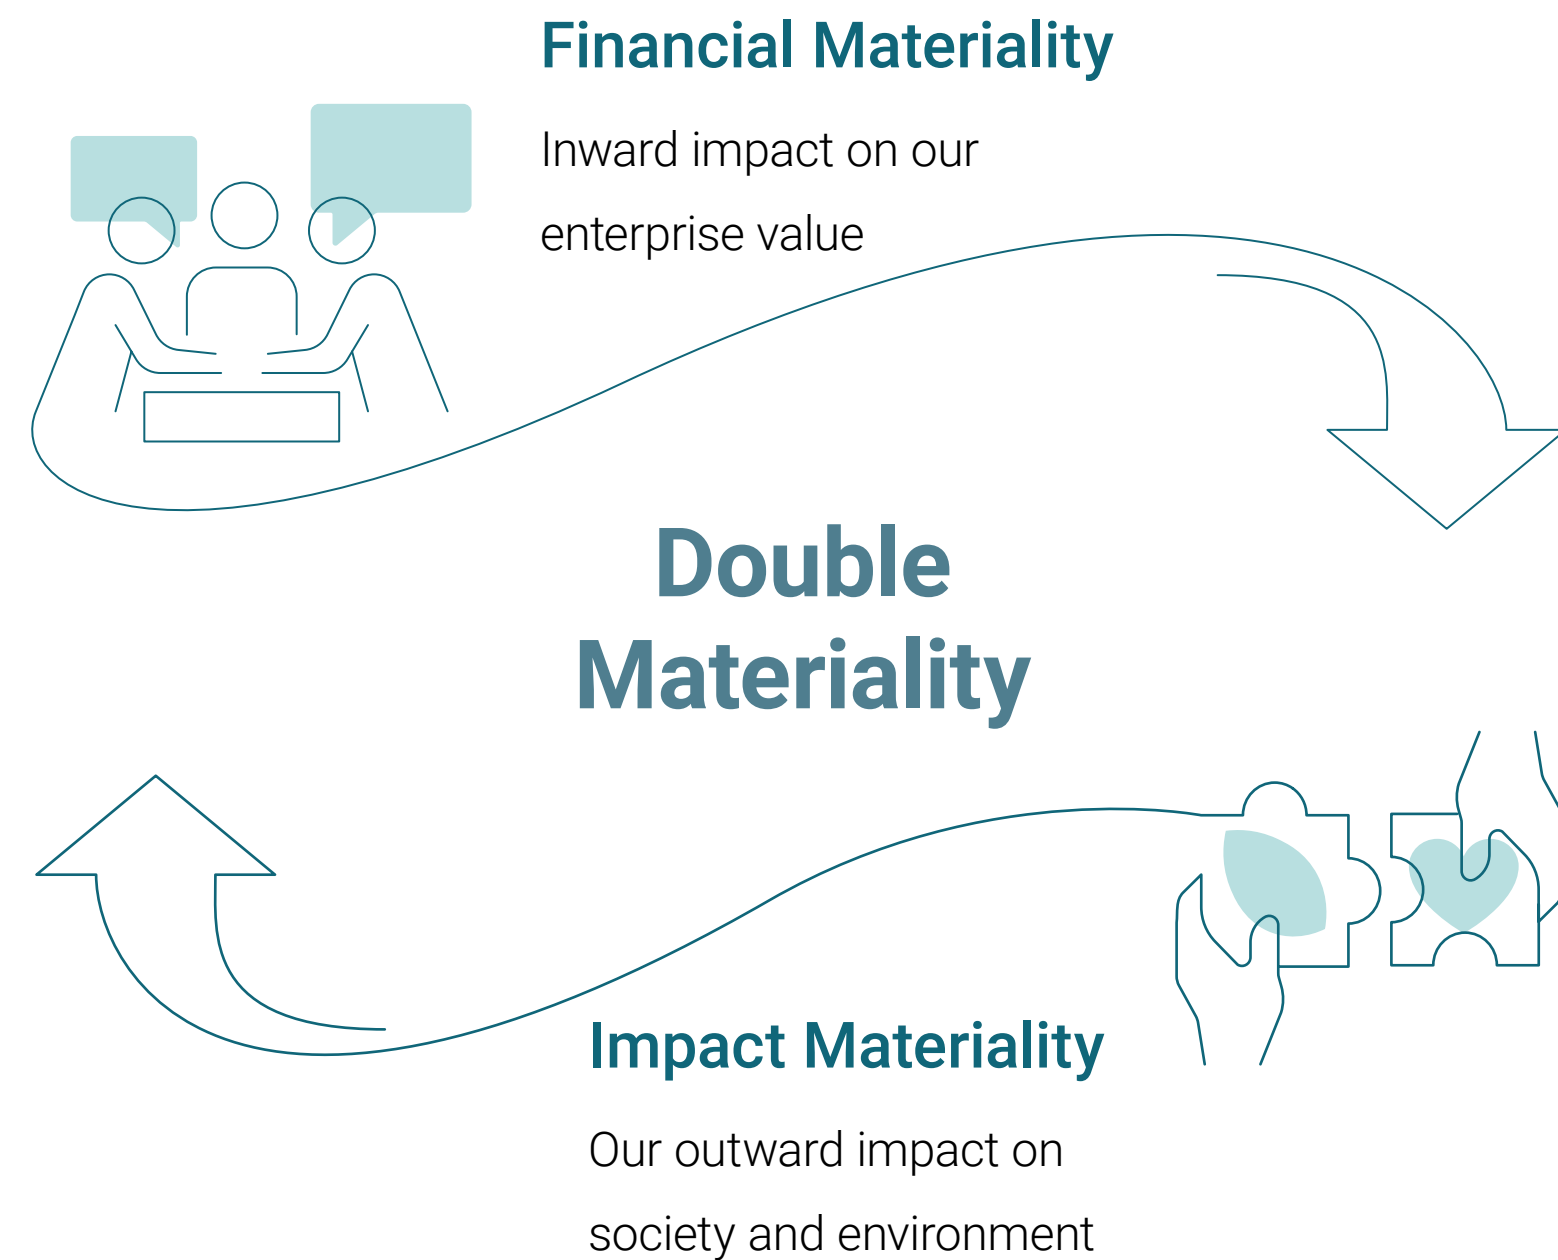 Financial Materiality
Inward impact on our
enterprise value
Double
Materiality
Impact Materiality
Our outward impact on
society and environment